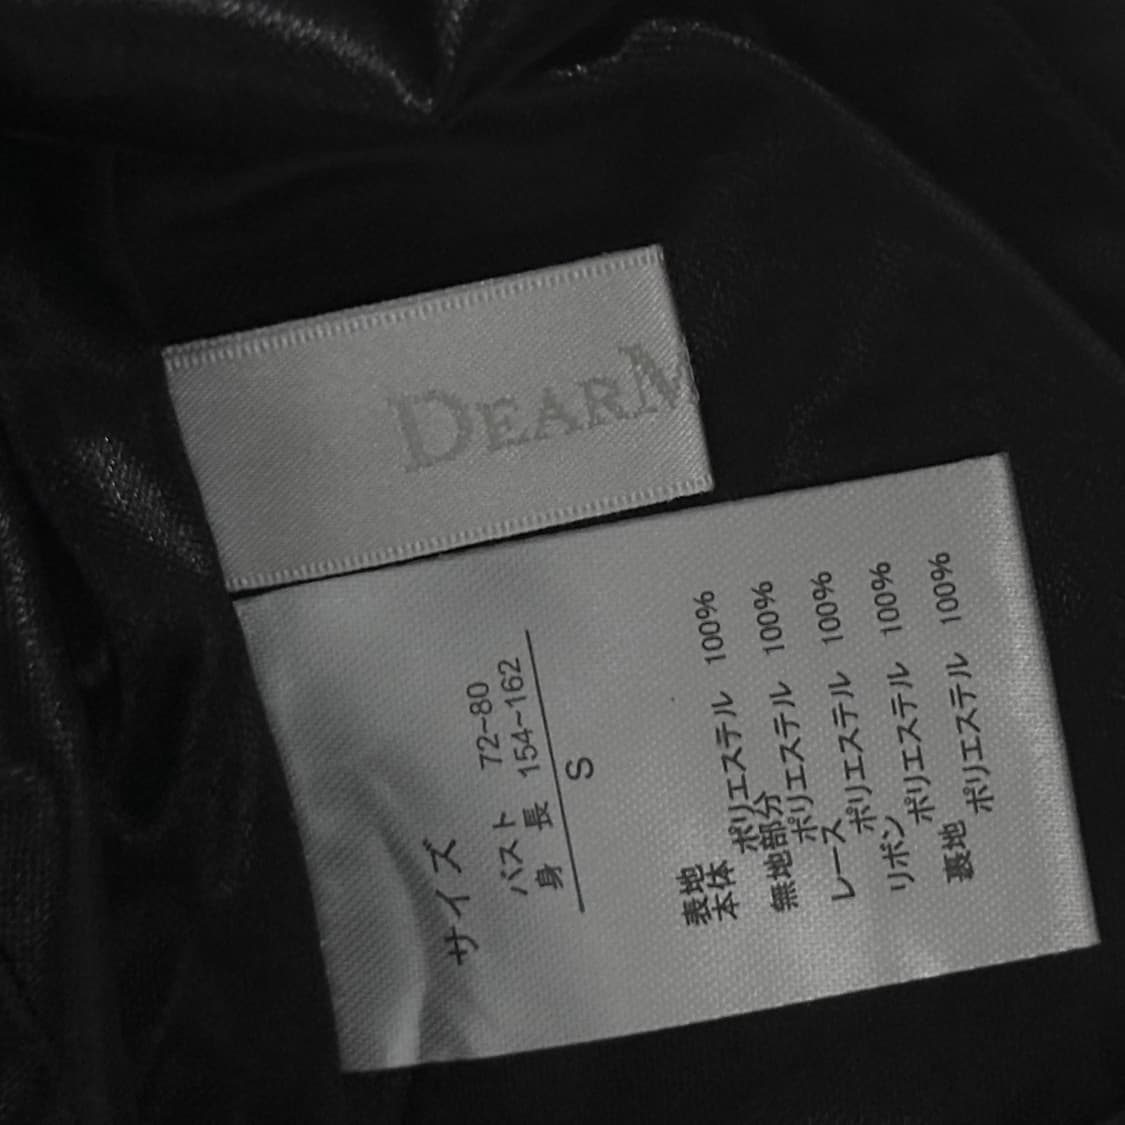 DEARM
サイズ
バスト 72~80
身 長 154~162
S
表地
本体
ポリエステル 100%
無地部分
ポリエステル 100%
レース
ポリエステル 100%
リボン
ポリエステル 100%
裏地
ポリエステル 100%